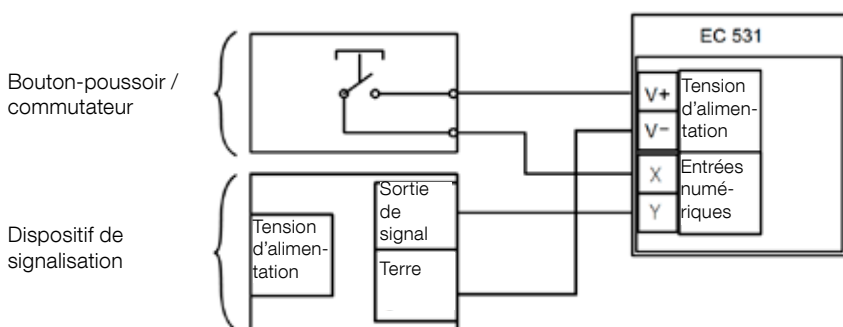 EC 531
Bouton-poussoir /
commutateur
V+
V-
Tension
d'alimen-
tation
X
Y
Entrées
numé-
riques
Dispositif de
signalisation
Tension
d'alimen-
tation
Sortie
de
signal
Terre